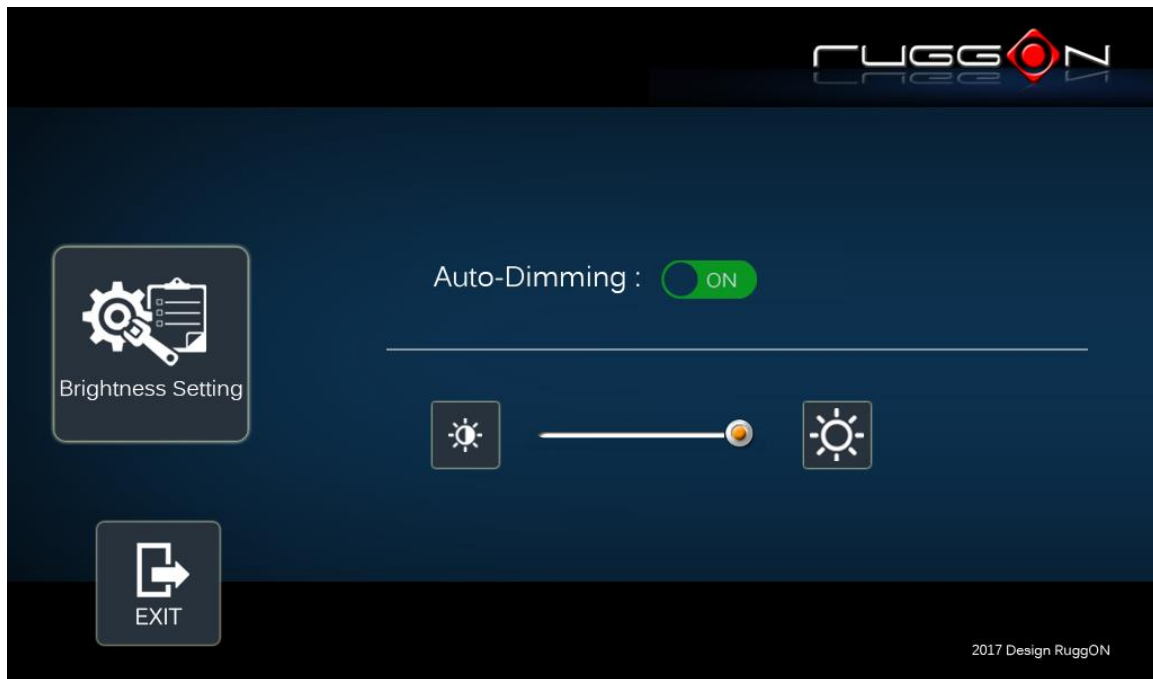 ruggON
Auto-Dimming :
ON
Brightness Setting
EXIT
2017 Design RuggON